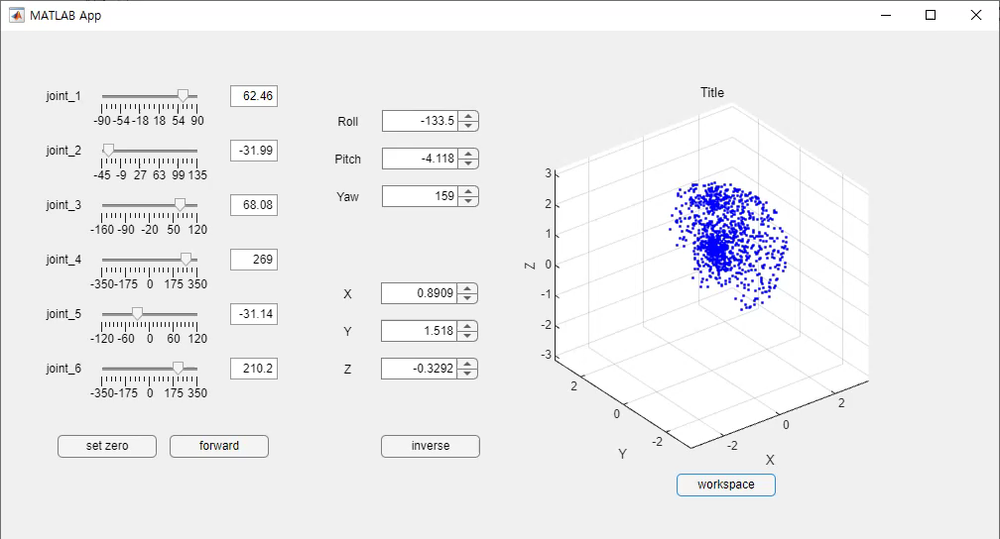 MATLAB App
joint_1
62.46
-90 -54 -18 18 54 90
joint_2
-31.99
-45 -9 27 63 99 135
joint_3
68.08
-160 -90 -20 50 120
joint_4
269
-350 -175 0 175 350
joint_5
-31.14
-120 -60 0 60 120
joint_6
210.2
-350 -175 0 175 350
set zero
forward
Roll
-133.5
Pitch
-4.118
Yaw
159
X
0.8909
Y
1.518
Z
-0.3292
inverse
Title
3
2
1
0
-1
-2
-3
Z
2
0
-2
Y
-2
0
2
X
workspace